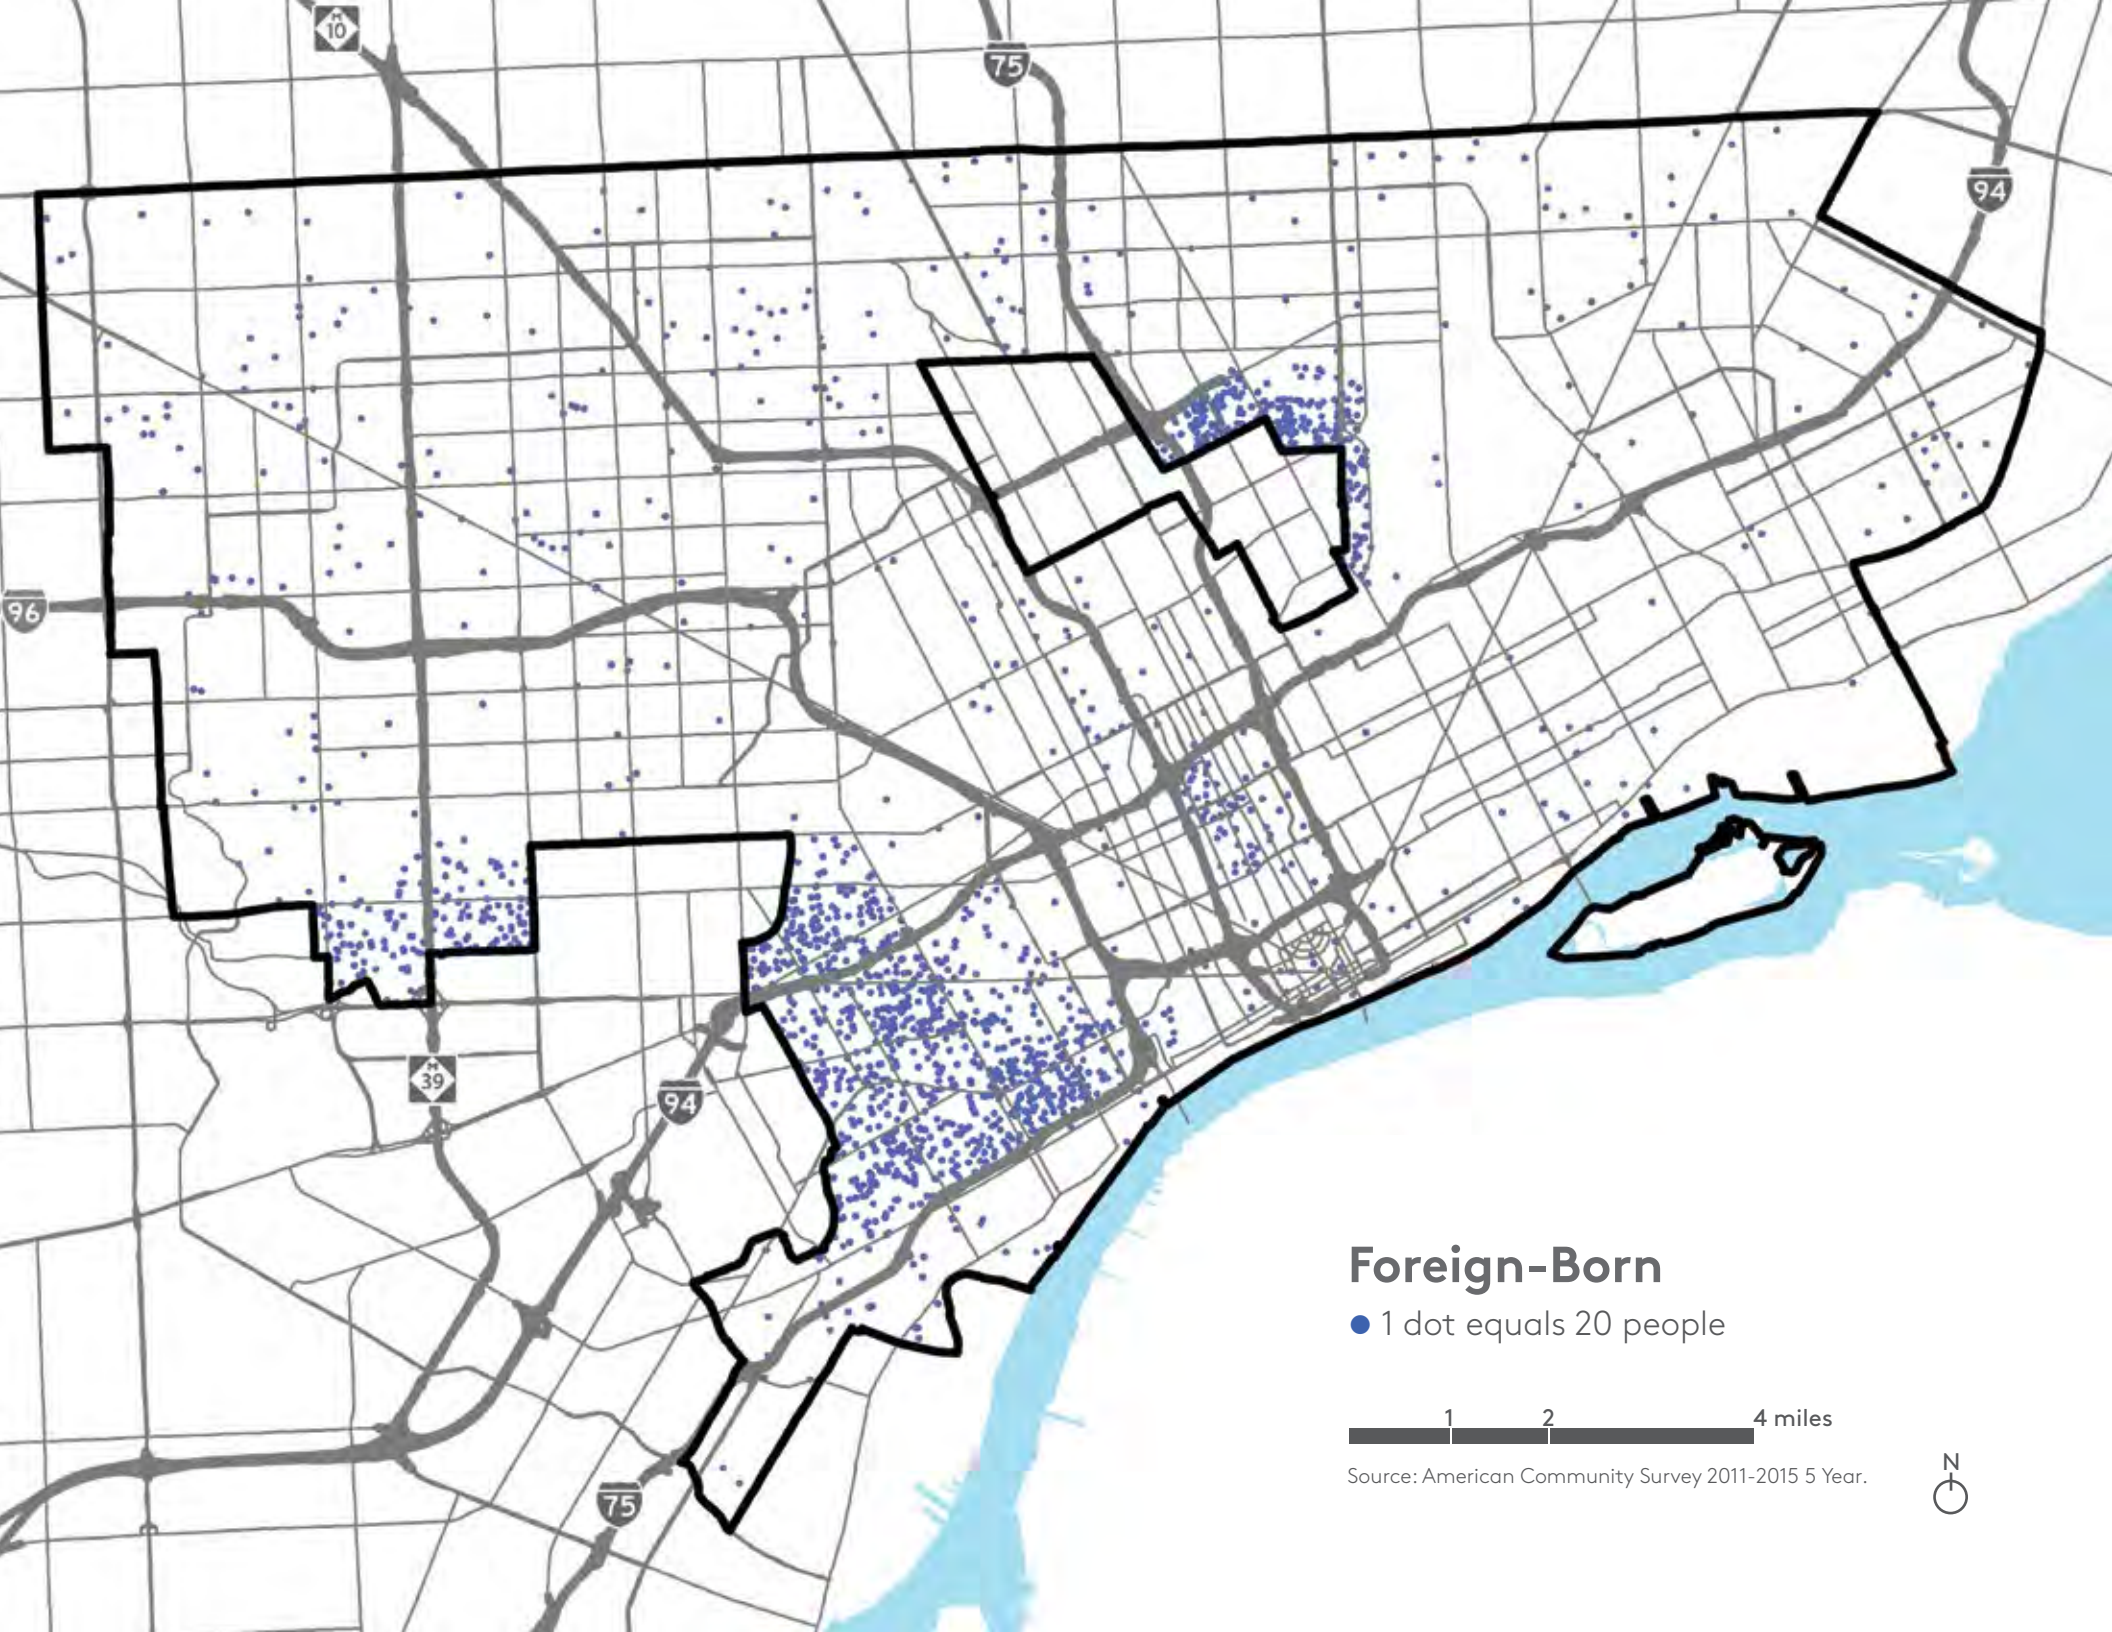 M
10
75
94
96
M
39
94
75
Foreign-Born
1 dot equals 20 people
1 2 4 miles
Source: American Community Survey 2011-2015 5 Year.
N